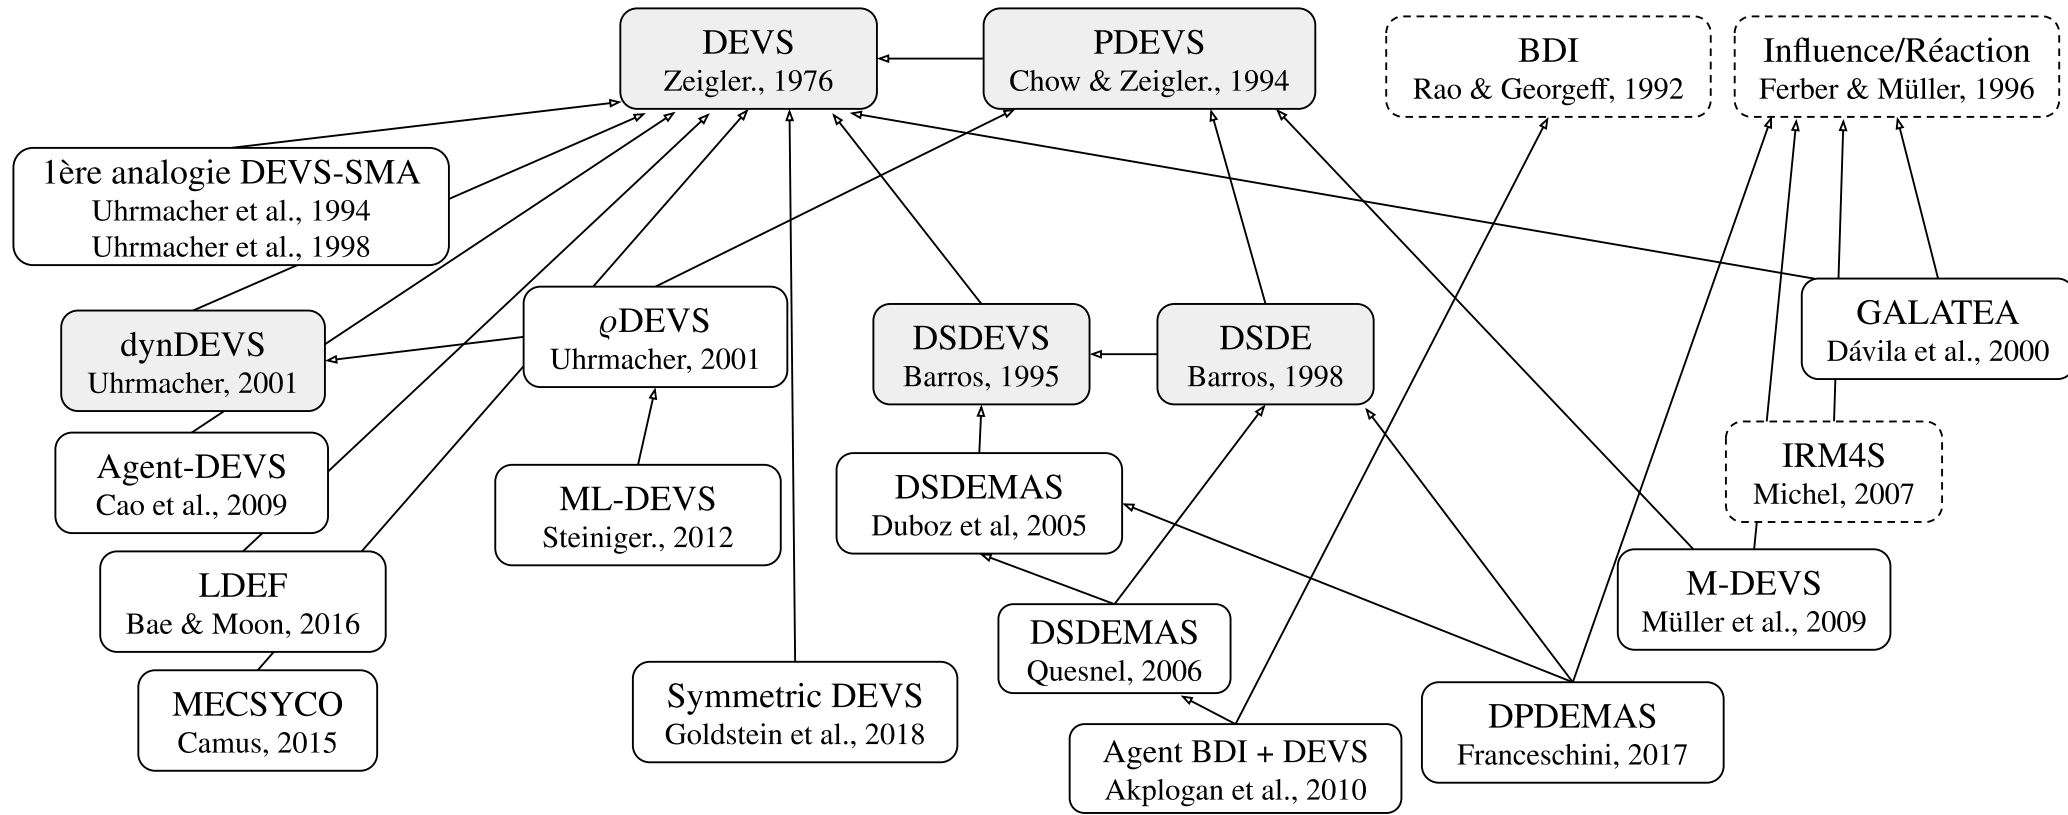 DEVS
Zeigler., 1976
PDEVS
Chow & Zeigler., 1994
BDI
Rao & Georgeff, 1992
Influence/Réaction
Ferber & Müller, 1996
1ère analogie DEVS-SMA
Uhrmacher et al., 1994
Uhrmacher et al., 1998
dynDEVS
Uhrmacher, 2001
ϱDEVS
Uhrmacher, 2001
DSDEVS
Barros, 1995
DSDE
Barros, 1998
GALATEA
Dávila et al., 2000
Agent-DEVS
Cao et al., 2009
ML-DEVS
Steiniger., 2012
DSDEMAS
Duboz et al, 2005
IRM4S
Michel, 2007
LDEF
Bae & Moon, 2016
DSDEMAS
Quesnel, 2006
M-DEVS
Müller et al., 2009
MECSYCO
Camus, 2015
Symmetric DEVS
Goldstein et al., 2018
Agent BDI + DEVS
Akplogan et al., 2010
DPDEMAS
Franceschini, 2017